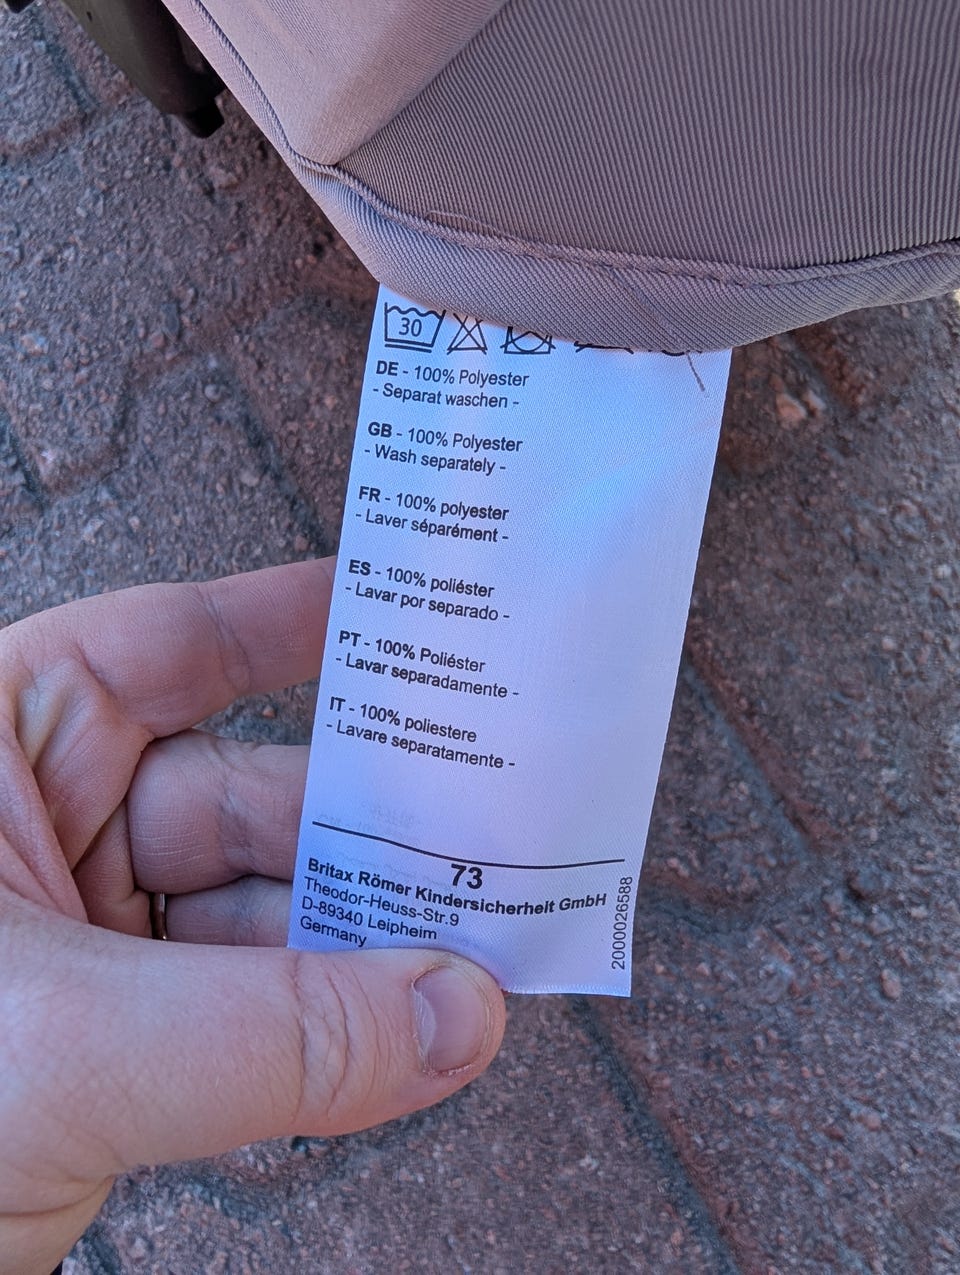 30
DE - 100% Polyester
- Separat waschen -
GB - 100% Polyester
- Wash separately -
FR - 100% polyester
- Laver séparément -
ES - 100% poliéster
- Lavar por separado -
PT - 100% Poliéster
- Lavar separadamente -
IT - 100% poliestere
- Lavare separatamente -
73
Britax Römer Kindersicherheit GmbH
Theodor-Heuss-Str.9
D-89340 Leipheim
Germany
2000026588